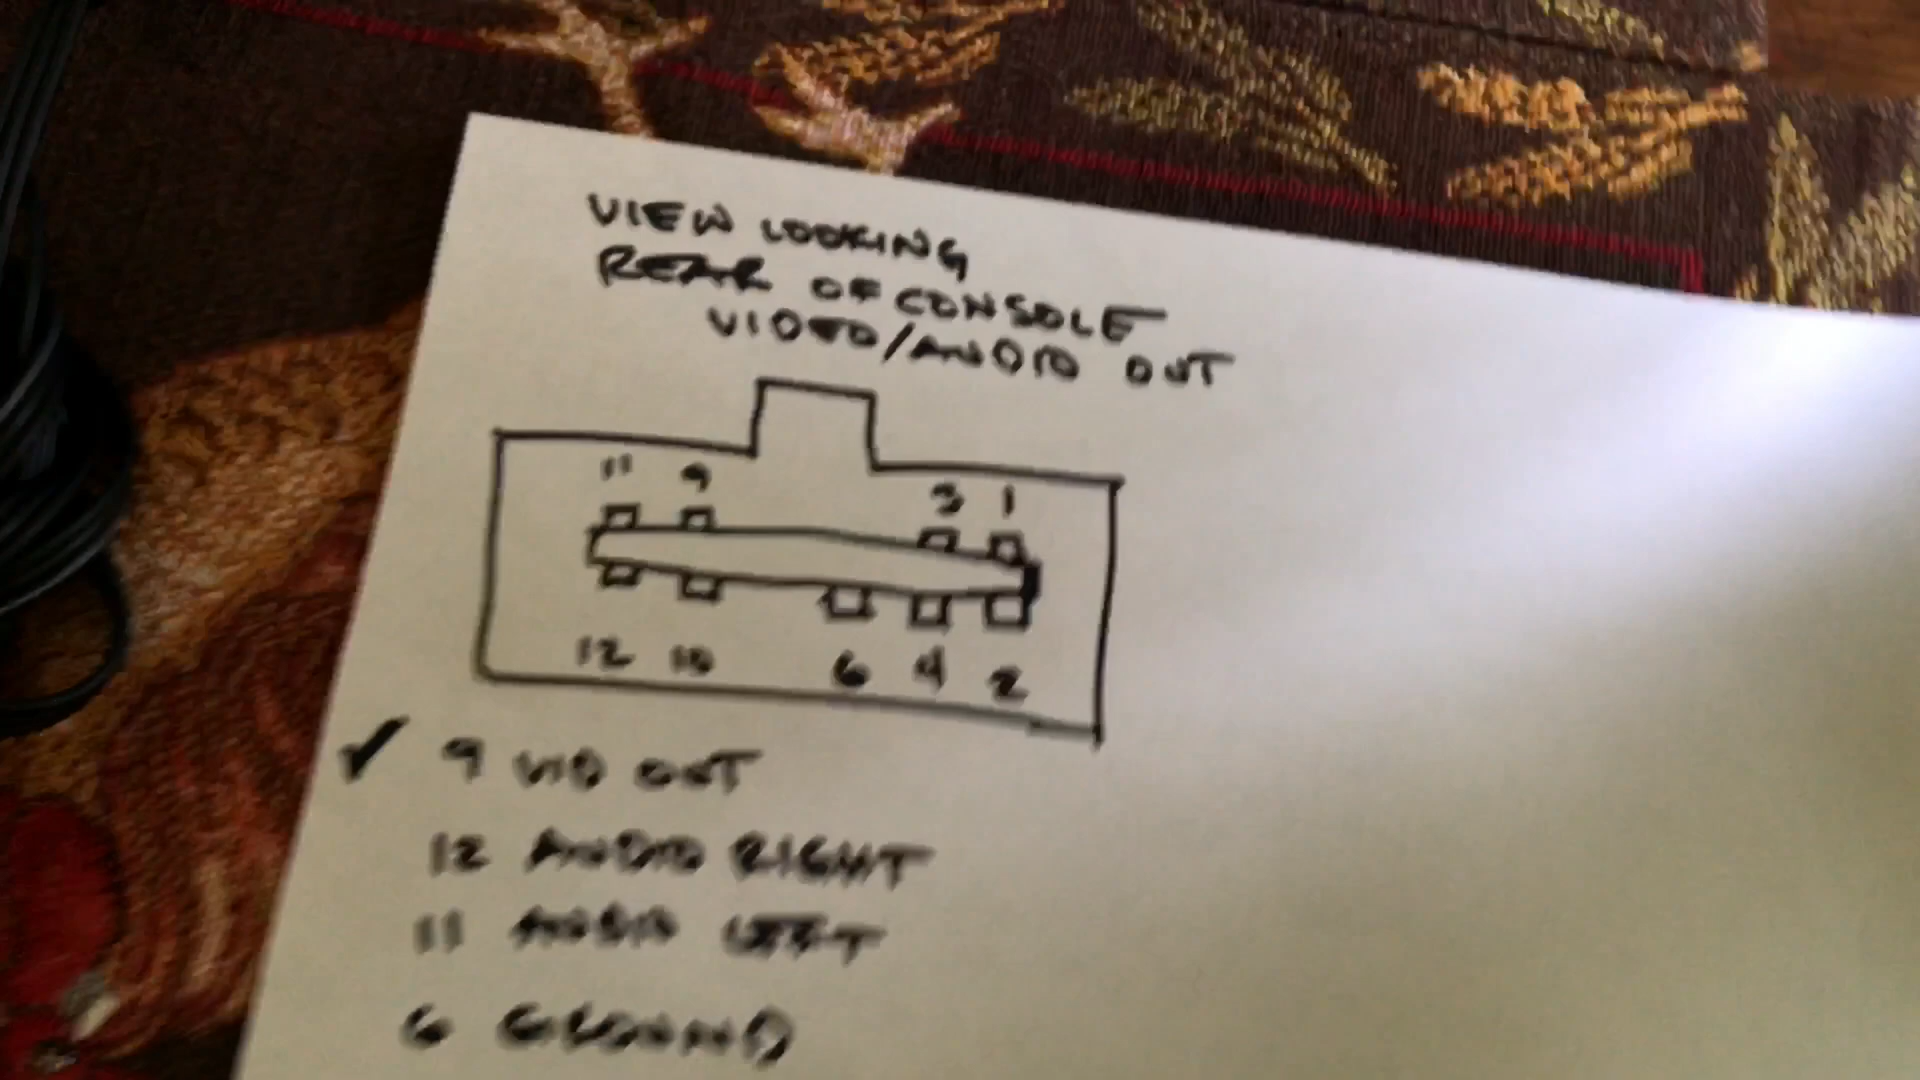 VIEW LOOKING
REAR OF CONSOLE
VIDEO/AUDIO OUT
11 9 3 1
12 10 6 4 2
✓ 9 VID OUT
12 AUDIO RIGHT
11 AUDIO LEFT
6 GROUND